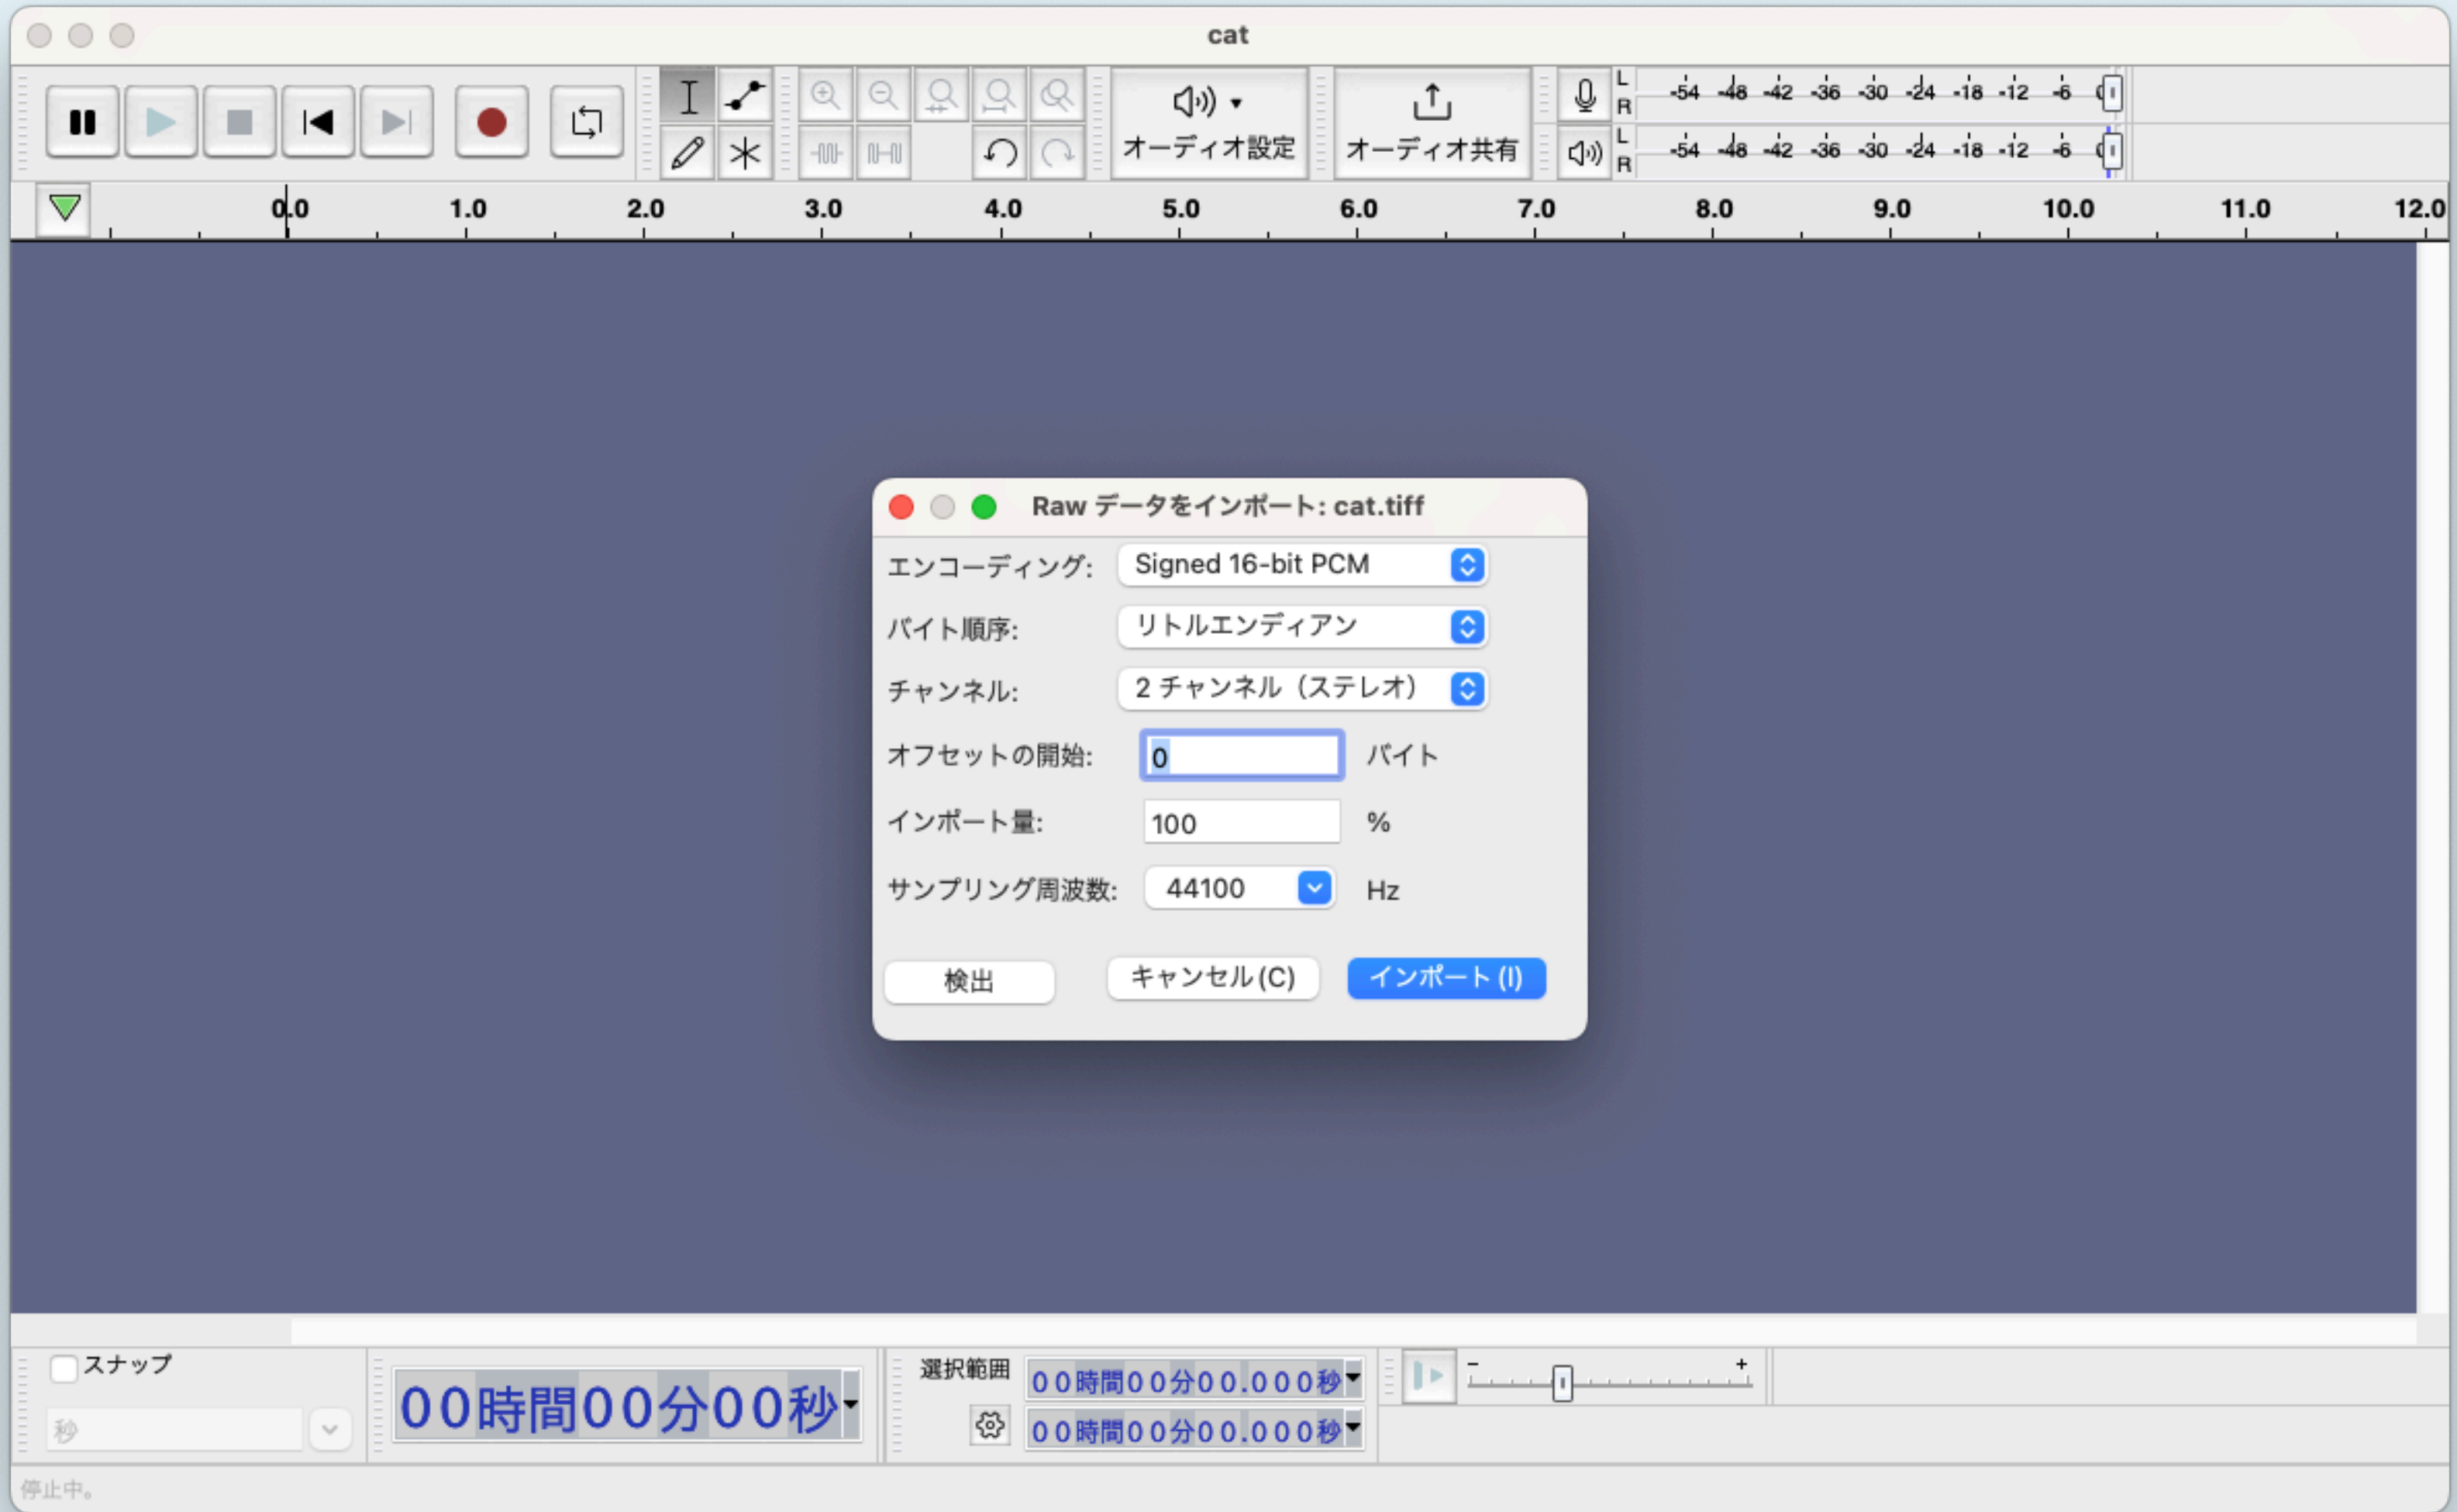 cat
オーディオ設定
オーディオ共有
L
R
-54 -48 -42 -36 -30 -24 -18 -12 -6
L
R
-54 -48 -42 -36 -30 -24 -18 -12 -6
0.0 1.0 2.0 3.0 4.0 5.0 6.0 7.0 8.0 9.0 10.0 11.0 12.0
Raw データをインポート: cat.tiff
エンコーディング: Signed 16-bit PCM
バイト順序: リトルエンディアン
チャンネル: 2 チャンネル（ステレオ）
オフセットの開始: 0 バイト
インポート量: 100 %
サンプリング周波数: 44100 Hz
検出 キャンセル(C) インポート(I)
スナップ
秒
00時間00分00秒
選択範囲
00時間00分00.000秒
00時間00分00.000秒
- +
停止中。